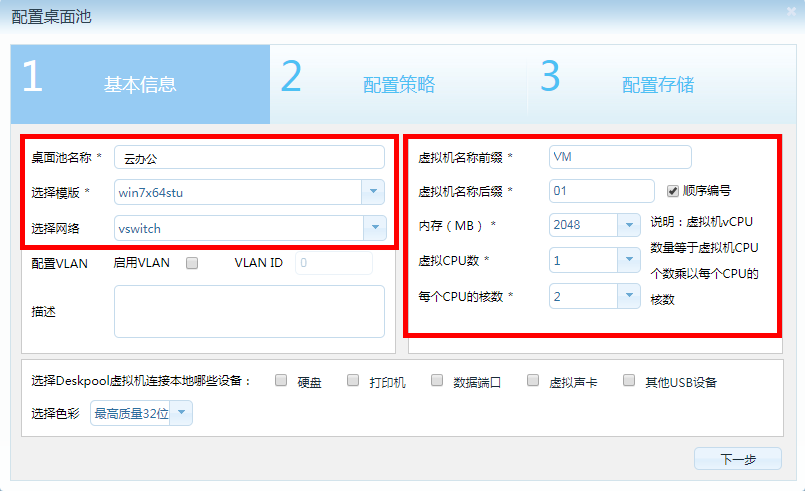 配置桌面池
1 基本信息 2 配置策略 3 配置存储
桌面池名称 * 云办公
选择模版 * win7x64stu
选择网络 vswitch
配置VLAN 启用VLAN VLAN ID 0
描述
虚拟机名称前缀 * VM
虚拟机名称后缀 * 01 顺序编号
内存（MB） * 2048
虚拟CPU数 * 1
每个CPU的核数 * 2
说明：虚拟机vCPU
数量等于虚拟机CPU
个数乘以每个CPU的
核数
选择Deskpool虚拟机连接本地哪些设备： 硬盘 打印机 数据端口 虚拟声卡 其他USB设备
选择色彩 最高质量32位
下一步